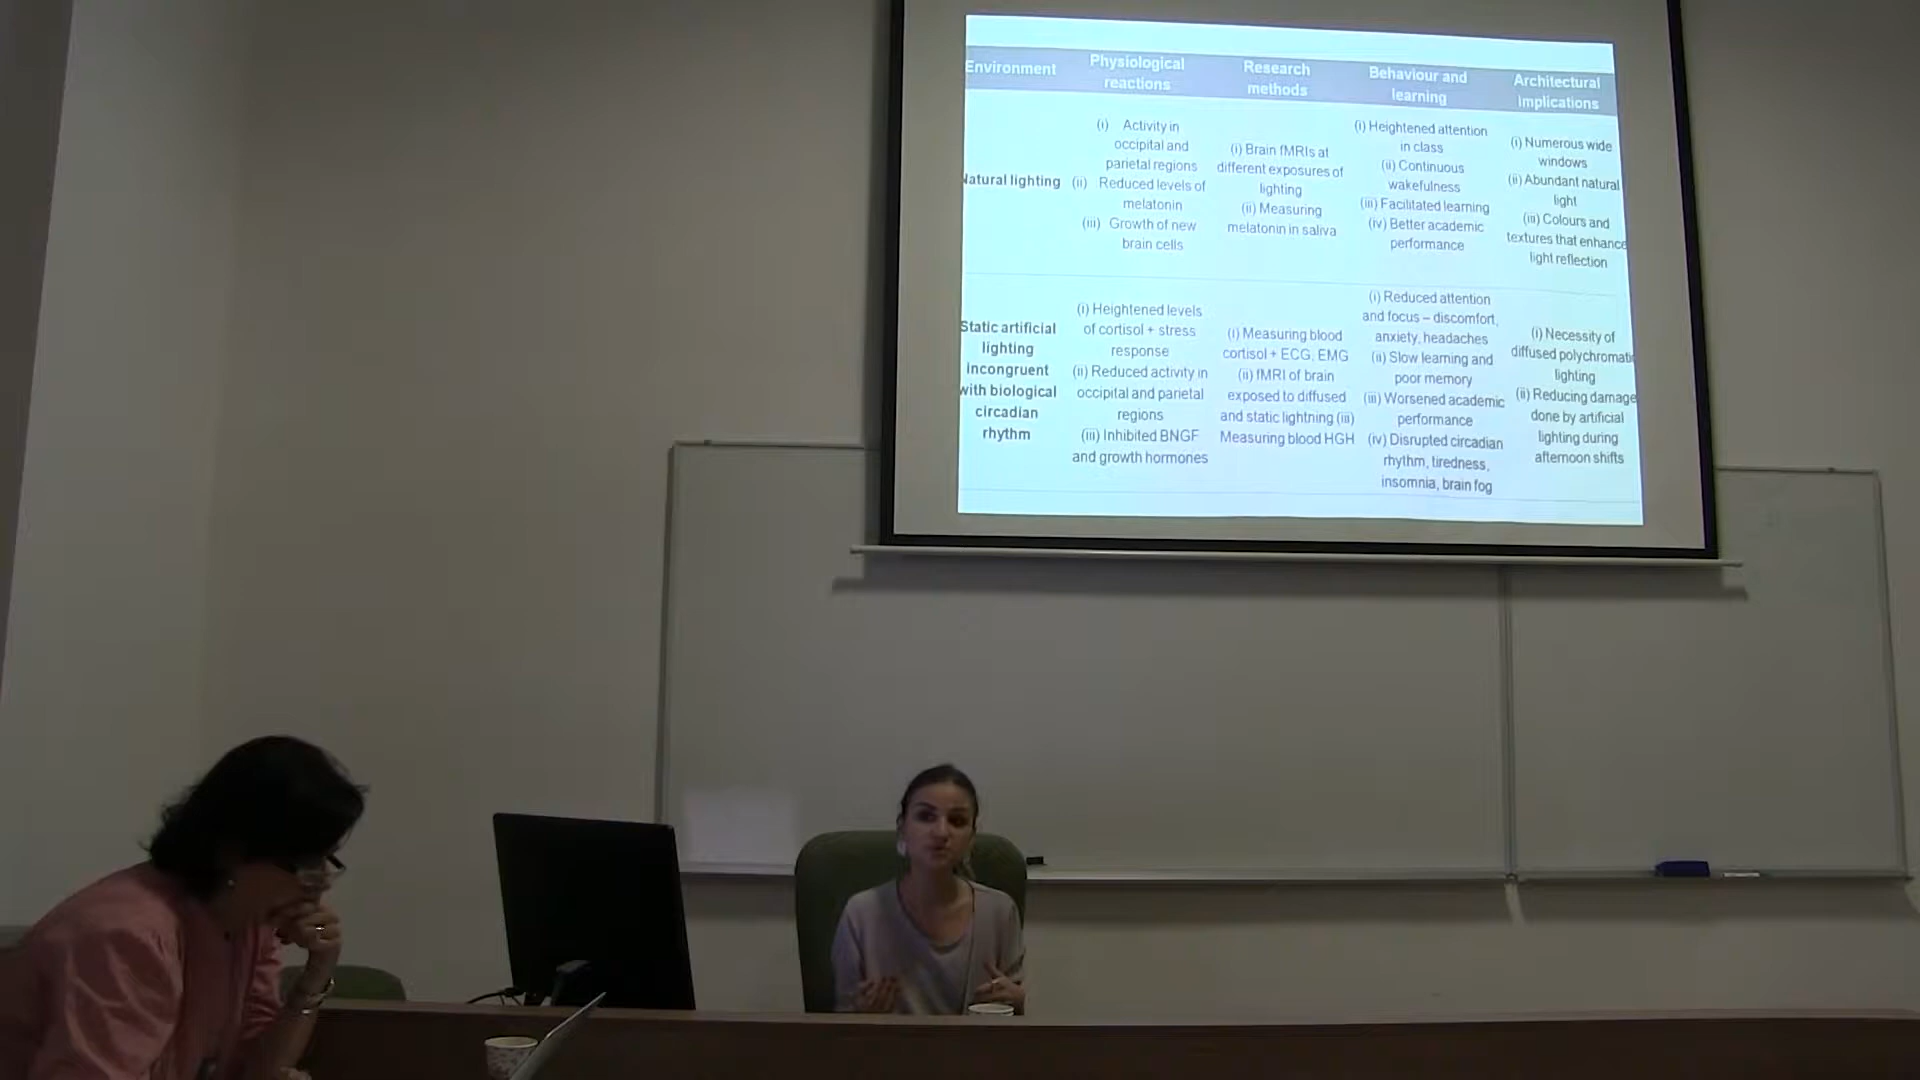 Environment
Physiological
reactions
Research
methods
Behaviour and
learning
Architectural
Implications
Natural lighting
(i) Activity in
occipital and
parietal regions
(ii) Reduced levels of
melatonin
(iii) Growth of new
brain cells
(i) Brain fMRIs at
different exposures of
lighting
(ii) Measuring
melatonin in saliva
(i) Heightened attention
in class
(ii) Continuous
wakefulness
(iii) Facilitated learning
(iv) Better academic
performance
(i) Numerous wide
windows
(ii) Abundant natural
light
(iii) Colours and
textures that enhance
light reflection
Static artificial
lighting
incongruent
with biological
circadian
rhythm
(i) Heightened levels
of cortisol + stress
response
(ii) Reduced activity in
occipital and parietal
regions
(iii) Inhibited BNGF
and growth hormones
(i) Measuring blood
cortisol + ECG, EMG
(ii) fMRI of brain
exposed to diffused
and static lightning (iii)
Measuring blood HGH
(i) Reduced attention
and focus – discomfort,
anxiety, headaches
(ii) Slow learning and
poor memory
(iii) Worsened academic
performance
(iv) Disrupted circadian
rhythm, tiredness,
insomnia, brain fog
(i) Necessity of
diffused polychromati
lighting
(ii) Reducing damage
done by artificial
lighting during
afternoon shifts